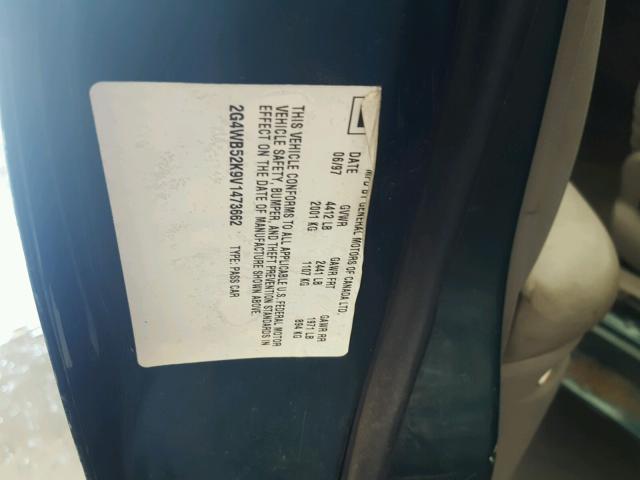 MFD BY GENERAL MOTORS OF CANADA LTD.
DATE GVWR GAWR FRT GAWR RR
06/97 4412 LB 2441 LB 1971 LB
2001 KG 1107 KG 894 KG
THIS VEHICLE CONFORMS TO ALL APPLICABLE U.S. FEDERAL MOTOR
VEHICLE SAFETY, BUMPER, AND THEFT PREVENTION STANDARDS IN
EFFECT ON THE DATE OF MANUFACTURE SHOWN ABOVE.
2G4WB52K9V1473662 TYPE: PASS CAR